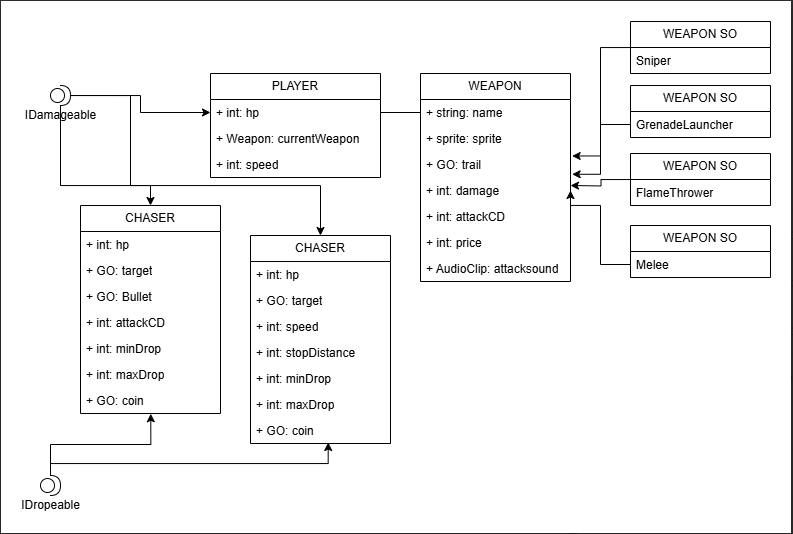 IDamageable
PLAYER
+ int: hp
+ Weapon: currentWeapon
+ int: speed
WEAPON
+ string: name
+ sprite: sprite
+ GO: trail
+ int: damage
+ int: attackCD
+ int: price
+ AudioClip: attacksound
WEAPON SO
Sniper
WEAPON SO
GrenadeLauncher
WEAPON SO
FlameThrower
WEAPON SO
Melee
CHASER
+ int: hp
+ GO: target
+ GO: Bullet
+ int: attackCD
+ int: minDrop
+ int: maxDrop
+ GO: coin
CHASER
+ int: hp
+ GO: target
+ int: speed
+ int: stopDistance
+ int: minDrop
+ int: maxDrop
+ GO: coin
IDropeable